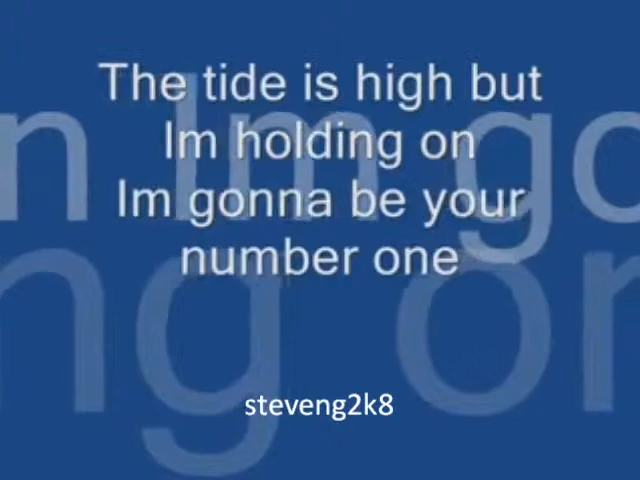 The tide is high but
Im holding on
Im gonna be your
number one
steveng2k8